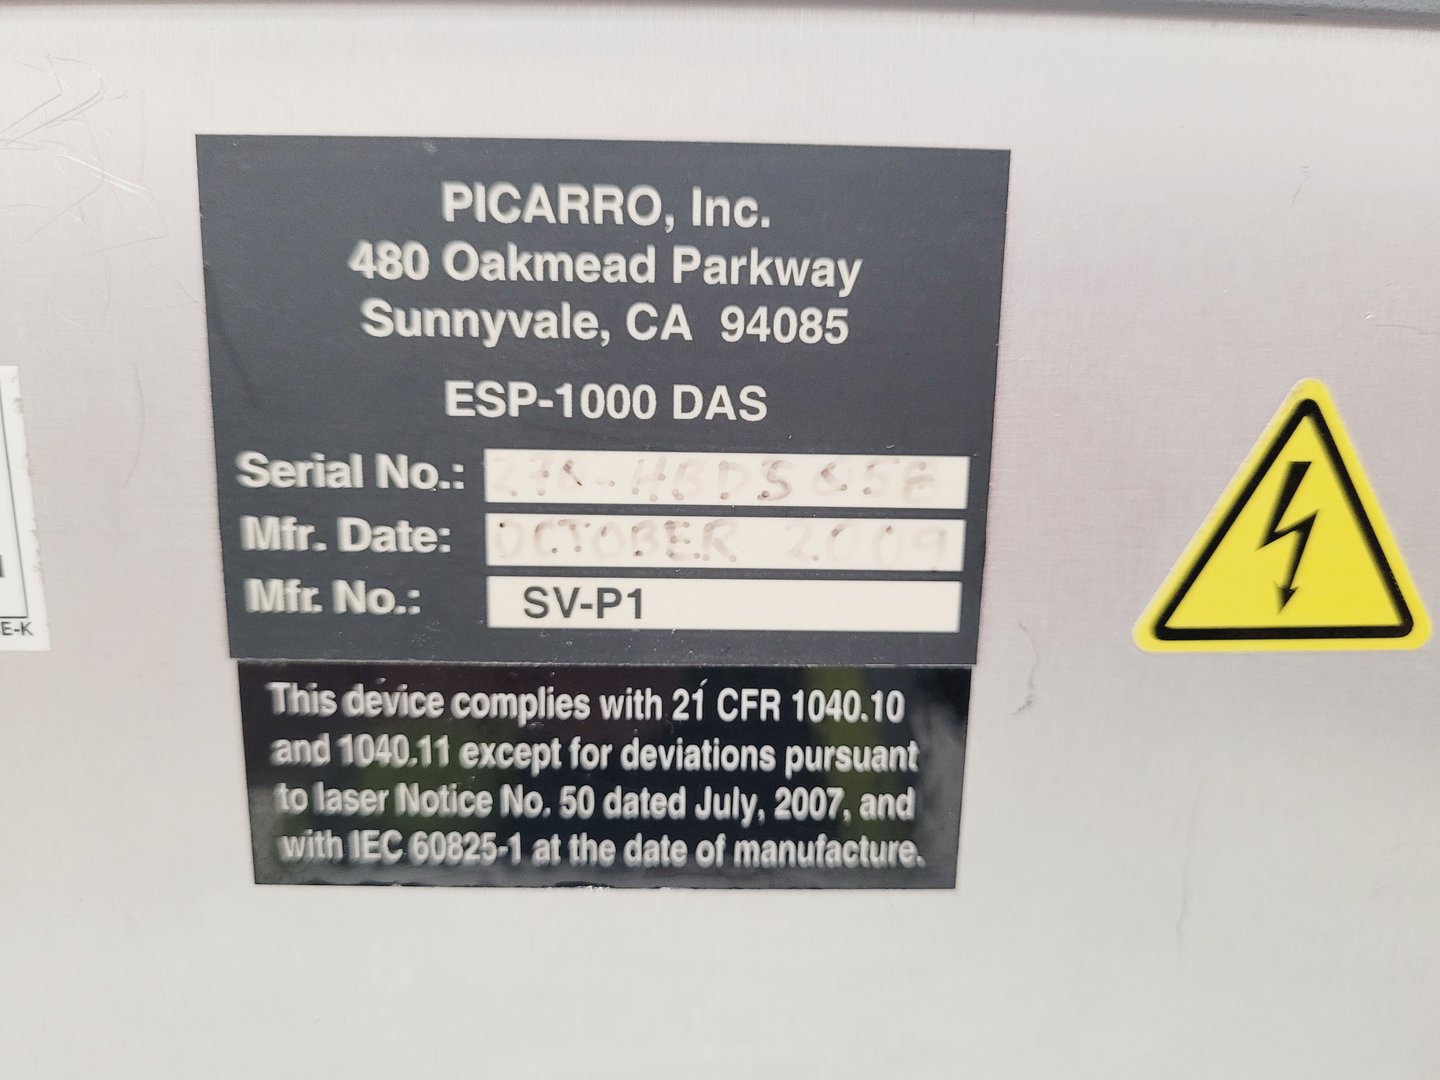 PICARRO, Inc.
480 Oakmead Parkway
Sunnyvale, CA 94085
ESP-1000 DAS
Serial No.:
Mfr. Date: OCTOBER 2009
Mfr. No.: SV-P1
This device complies with 21 CFR 1040.10
and 1040.11 except for deviations pursuant
to laser Notice No. 50 dated July, 2007, and
with IEC 60825-1 at the date of manufacture.
E-K